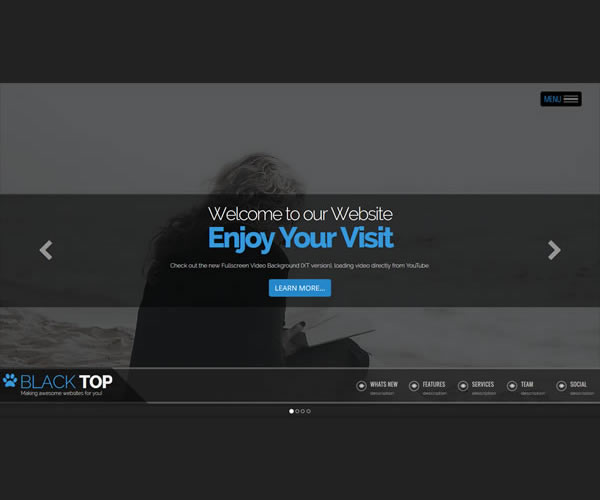 MENU
Welcome to our Website
Enjoy Your Visit
Check out the new Fullscreen Video Background (XT version), loading video directly from YouTube
LEARN MORE...
BLACK TOP
Making awesome websites for you!
WHATS NEW
description
FEATURES
description
SERVICES
description
TEAM
description
SOCIAL
description